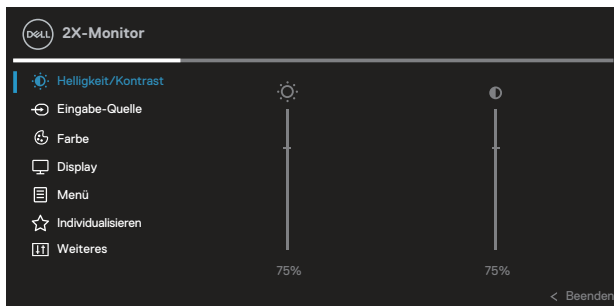 DELL 2X-Monitor
Helligkeit/Kontrast
Eingabe-Quelle
Farbe
Display
Menü
Individualisieren
Weiteres
75% 75%
< Beenden